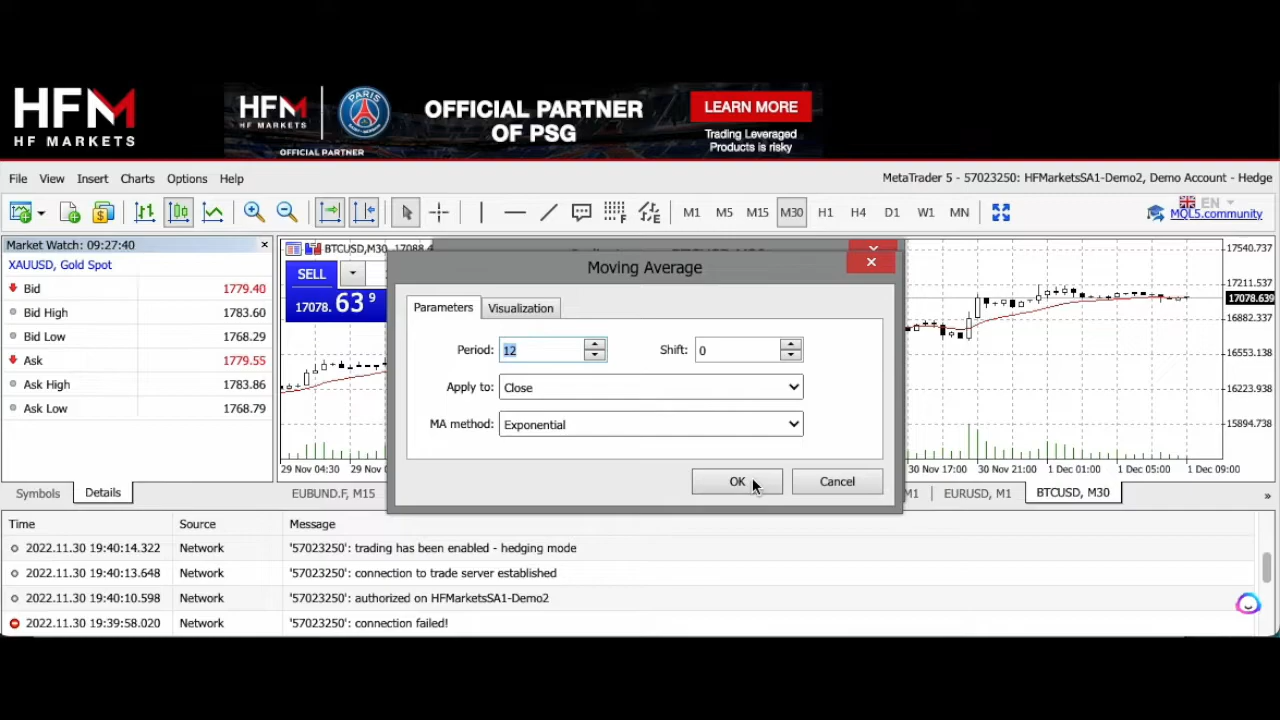 HFM
HF MARKETS
HFM
HF MARKETS
OFFICIAL PARTNER
PARIS
OFFICIAL PARTNER
OF PSG
LEARN MORE
Trading Leveraged
Products is risky
File View Insert Charts Options Help
MetaTrader 5 - 57023250: HFMarketsSA1-Demo2, Demo Account - Hedge
M1 M5 M15 M30 H1 H4 D1 W1 MN
EN
MQL5.community
Market Watch: 09:27:40
XAUUSD, Gold Spot
Bid 1779.40
Bid High 1783.60
Bid Low 1768.29
Ask 1779.55
Ask High 1783.86
Ask Low 1768.79
Symbols Details
BTCUSD,M30 17088.
SELL
17078.63 9
Moving Average
Parameters Visualization
Period: 12 Shift: 0
Apply to: Close
MA method: Exponential
OK Cancel
17540.737
17211.537
17078.639
16882.337
16553.137
16223.937
15894.738
29 Nov 04:30 29 No
30 Nov 17:00 30 Nov 21:00 1 Dec 01:00 1 Dec 05:00 1 Dec 09:00
EUBUND.F, M15 M1 EURUSD, M1 BTCUSD, M30 »
Time Source Message
2022.11.30 19:40:14.322 Network '57023250': trading has been enabled - hedging mode
2022.11.30 19:40:13.648 Network '57023250': connection to trade server established
2022.11.30 19:40:10.598 Network '57023250': authorized on HFMarketsSA1-Demo2
2022.11.30 19:39:58.020 Network '57023250': connection failed!